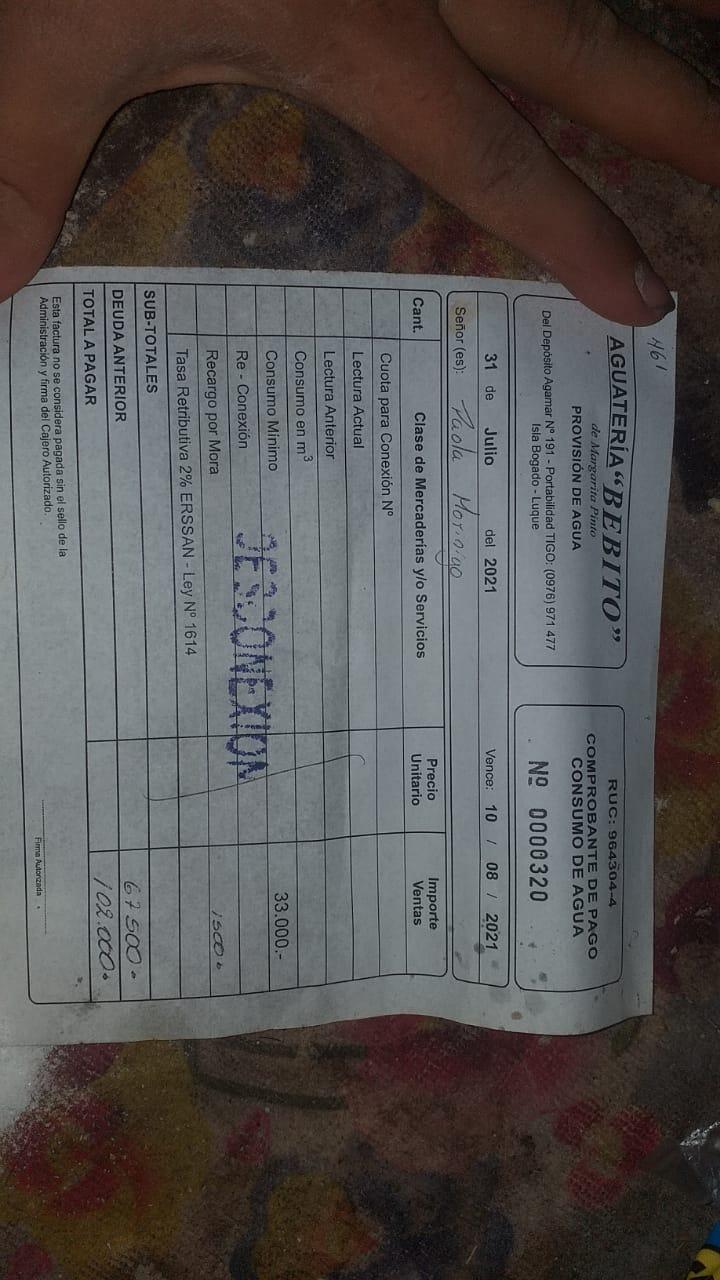 461
AGUATERÍA “BEBITO”
de Margarita Pinto
PROVISIÓN DE AGUA
Del Depósito Agamar Nº 191 - Portabilidad TIGO: (0976) 971 477
Isla Bogado - Luque
RUC: 964304-4
COMPROBANTE DE PAGO
CONSUMO DE AGUA
Nº 0000320
31 de Julio del 2021 Vence: 10 / 08 / 2021
Señor (es): Paola Morinigo
Cant. Clase de Mercaderías y/o Servicios Precio Unitario Importe Ventas
Cuota para Conexión Nº
Lectura Actual
Lectura Anterior
Consumo en m³
Consumo Mínimo 33.000.-
Re - Conexión
Recargo por Mora 1500
Tasa Retributiva 2% ERSSAN - Ley Nº 1614
DESCONEXION
SUB-TOTALES
DEUDA ANTERIOR 67.500
TOTAL A PAGAR 102.000
Esta factura no se considera pagada sin el sello de la
Administración y firma del Cajero Autorizado.
Firma Autorizada